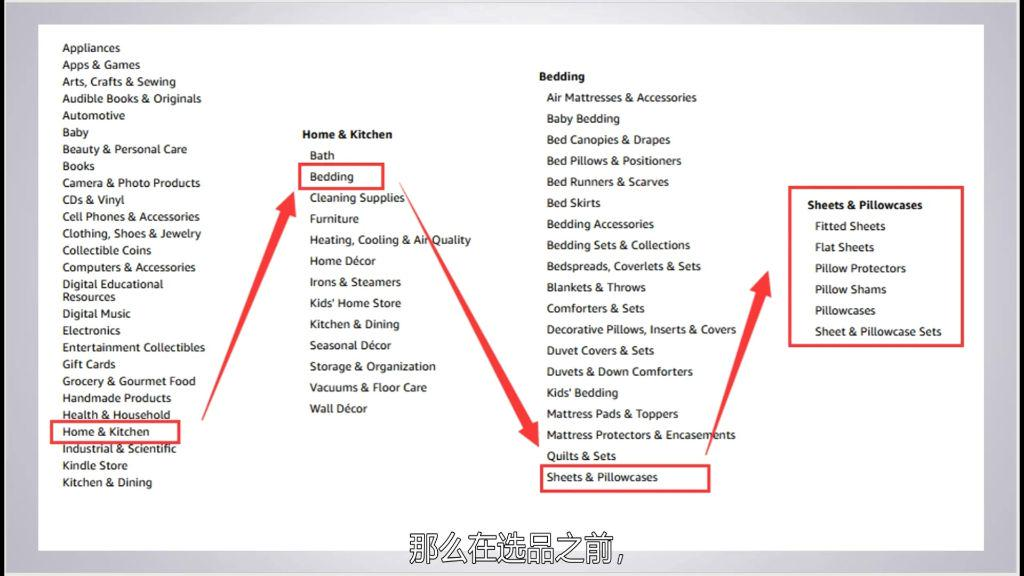 Appliances
Apps & Games
Arts, Crafts & Sewing
Audible Books & Originals
Automotive
Baby
Beauty & Personal Care
Books
Camera & Photo Products
CDs & Vinyl
Cell Phones & Accessories
Clothing, Shoes & Jewelry
Collectible Coins
Computers & Accessories
Digital Educational
Resources
Digital Music
Electronics
Entertainment Collectibles
Gift Cards
Grocery & Gourmet Food
Handmade Products
Health & Household
Home & Kitchen
Industrial & Scientific
Kindle Store
Kitchen & Dining
Home & Kitchen
Bath
Bedding
Cleaning Supplies
Furniture
Heating, Cooling & Air Quality
Home Décor
Irons & Steamers
Kids' Home Store
Kitchen & Dining
Seasonal Décor
Storage & Organization
Vacuums & Floor Care
Wall Décor
Bedding
Air Mattresses & Accessories
Baby Bedding
Bed Canopies & Drapes
Bed Pillows & Positioners
Bed Runners & Scarves
Bed Skirts
Bedding Accessories
Bedding Sets & Collections
Bedspreads, Coverlets & Sets
Blankets & Throws
Comforters & Sets
Decorative Pillows, Inserts & Covers
Duvet Covers & Sets
Duvets & Down Comforters
Kids' Bedding
Mattress Pads & Toppers
Mattress Protectors & Encasements
Quilts & Sets
Sheets & Pillowcases
Sheets & Pillowcases
Fitted Sheets
Flat Sheets
Pillow Protectors
Pillow Shams
Pillowcases
Sheet & Pillowcase Sets
那么在选品之前,